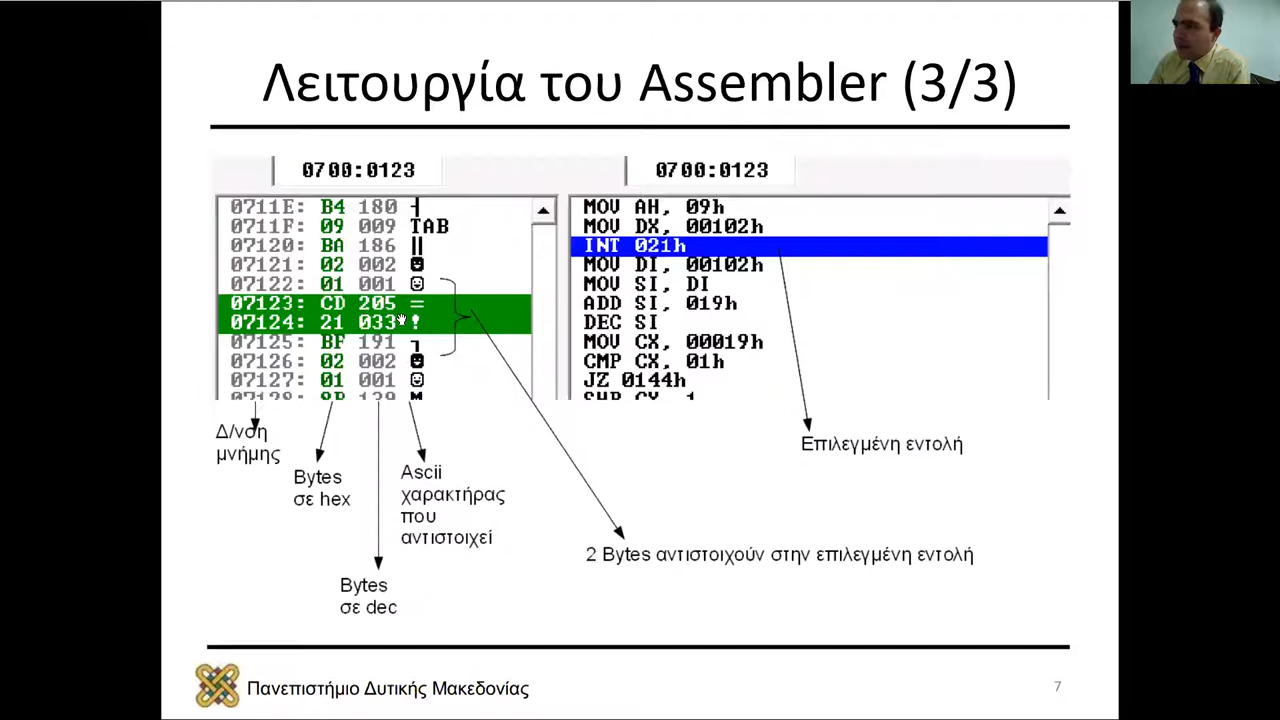 Λειτουργία του Assembler (3/3)
0700:0123
0711E: B4 180 ┤
0711F: 09 009 TAB
07120: BA 186 ║
07121: 02 002 ☻
07122: 01 001 ☺
07123: CD 205 =
07124: 21 033 !
07125: BF 191 ┐
07126: 02 002 ☻
07127: 01 001 ☺
0700:0123
MOV AH, 09h
MOV DX, 00102h
INT 021h
MOV DI, 00102h
MOV SI, DI
ADD SI, 019h
DEC SI
MOV CX, 00019h
CMP CX, 01h
JZ 0144h
Δ/νση
μνήμης
Bytes
σε hex
Ascii
χαρακτήρας
που
αντιστοιχεί
Bytes
σε dec
Επιλεγμένη εντολή
2 Bytes αντιστοιχούν στην επιλεγμένη εντολή
Πανεπιστήμιο Δυτικής Μακεδονίας
7